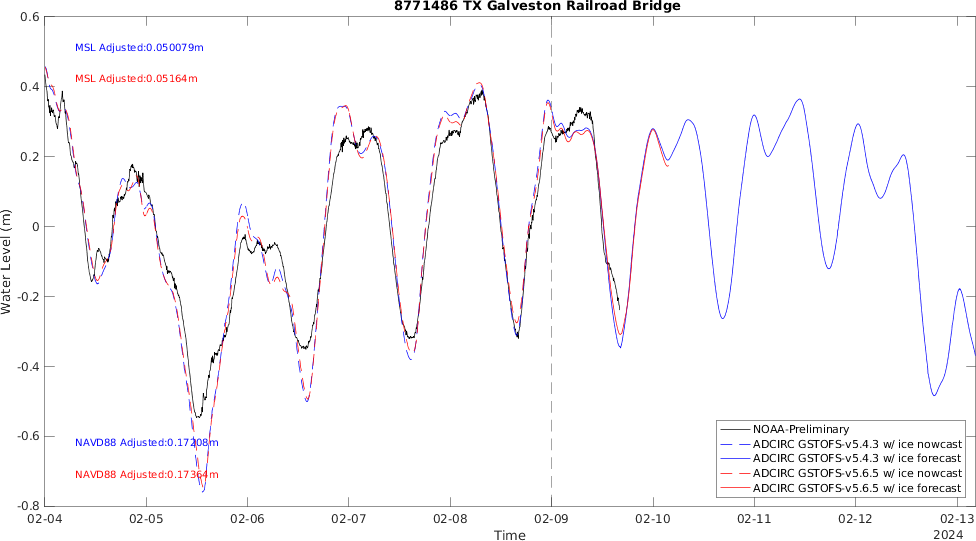 8771486 TX Galveston Railroad Bridge
0.6
MSL Adjusted:0.050079m
MSL Adjusted:0.05164m
0.4
0.2
0
-0.2
-0.4
-0.6
-0.8
Water Level (m)
NAVD88 Adjusted:0.17208m
NAVD88 Adjusted:0.17364m
NOAA-Preliminary
ADCIRC GSTOFS-v5.4.3 w/ ice nowcast
ADCIRC GSTOFS-v5.4.3 w/ ice forecast
ADCIRC GSTOFS-v5.6.5 w/ ice nowcast
ADCIRC GSTOFS-v5.6.5 w/ ice forecast
02-04 02-05 02-06 02-07 02-08 02-09 02-10 02-11 02-12 02-13
Time
2024